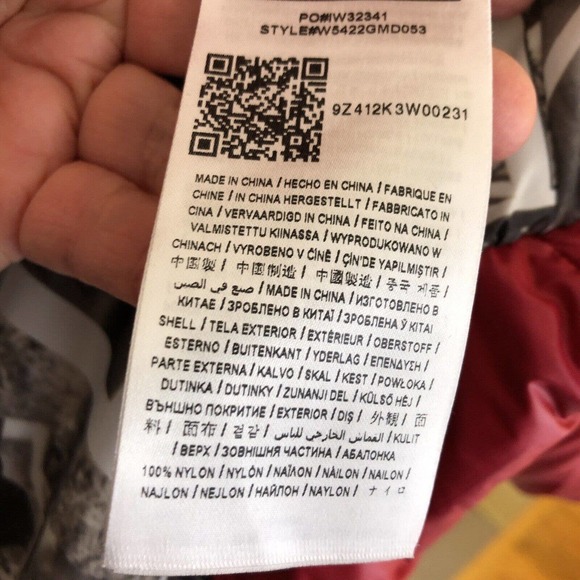 PO#IW32341
STYLE#W5422GMD053
9Z412K3W00231
MADE IN CHINA / HECHO EN CHINA / FABRIQUE EN
CHINE / IN CHINA HERGESTELLT / FABBRICATO IN
CINA / VERVAARDIGD IN CHINA / FEITO NA CHINA /
VALMISTETTU KIINASSA / WYPRODUKOWANO W
CHINACH / VYROBENO V ČÍNĚ / ÇİN'DE YAPILMIŞTIR /
中國製 / 中国制造 / 中國製造 / 중국 제품 /
صنع في الصين / MADE IN CHINA / ИЗГОТОВЛЕНО В
КИТАЕ / ЗРОБЛЕНО В КИТАЇ / ЗРОБЛЕНА Ў КІТАІ
SHELL / TELA EXTERIOR / EXTÉRIEUR / OBERSTOFF /
ESTERNO / BUITENKANT / YDERLAG / ΕΠΕΝΔΥΣΗ /
PARTE EXTERNA / KALVO / SKAL / KEST / POWŁOKA /
DUTINKA / DUTINKY / ZUNANJI DEL / KÜLSŐ HÉJ /
ВЪНШНО ПОКРИТИЕ / EXTERIOR / DIŞ / 外観 / 面
料 / 面布 / 겉감 / القماش الخارجي للباس / KULIT
/ ВЕРХ / ЗОВНІШНЯ ЧАСТИНА / АБАЛОНКА
100% NYLON / NYLÓN / ΝΑΪΛΟΝ / NÁILON / NAILON /
NAJLON / NEJLON / НАЙЛОН / NAYLON / ナイロ